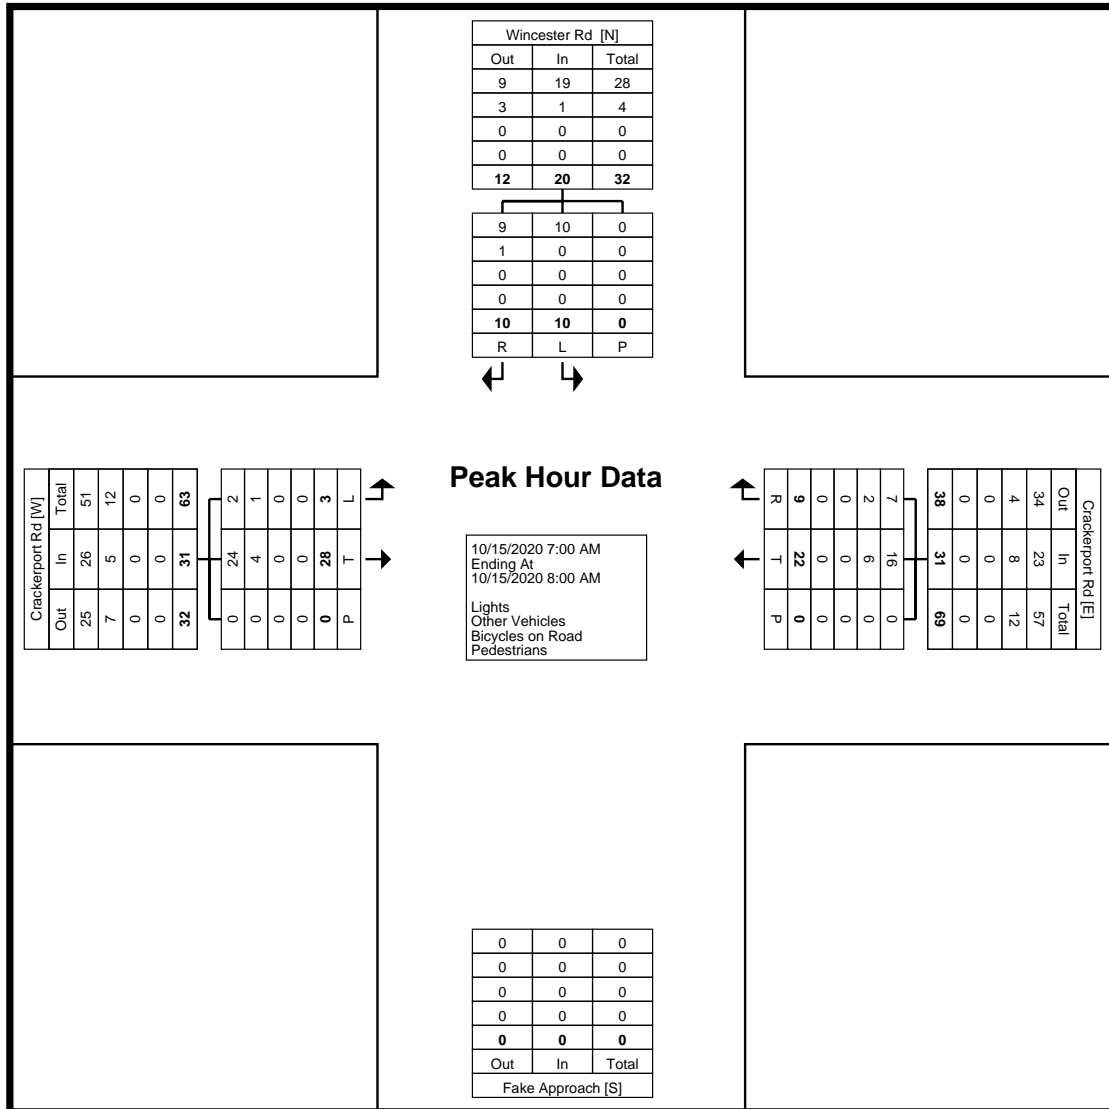 Wincester Rd [N]
Out In Total
9 19 28
3 1 4
0 0 0
0 0 0
12 20 32
9 10 0
1 0 0
0 0 0
0 0 0
10 10 0
R L P
Crackerport Rd [W]
Total In Out
51 26 25
12 5 7
0 0 0
0 0 0
63 31 32
2 24 0
1 4 0
0 0 0
0 0 0
3 28 0
L T P
Peak Hour Data
10/15/2020 7:00 AM
Ending At
10/15/2020 8:00 AM
Lights
Other Vehicles
Bicycles on Road
Pedestrians
Crackerport Rd [E]
Out In Total
34 23 57
4 8 12
0 0 0
0 0 0
38 31 69
7 16 0
2 6 0
0 0 0
0 0 0
9 22 0
R T P
0 0 0
0 0 0
0 0 0
0 0 0
0 0 0
Out In Total
Fake Approach [S]